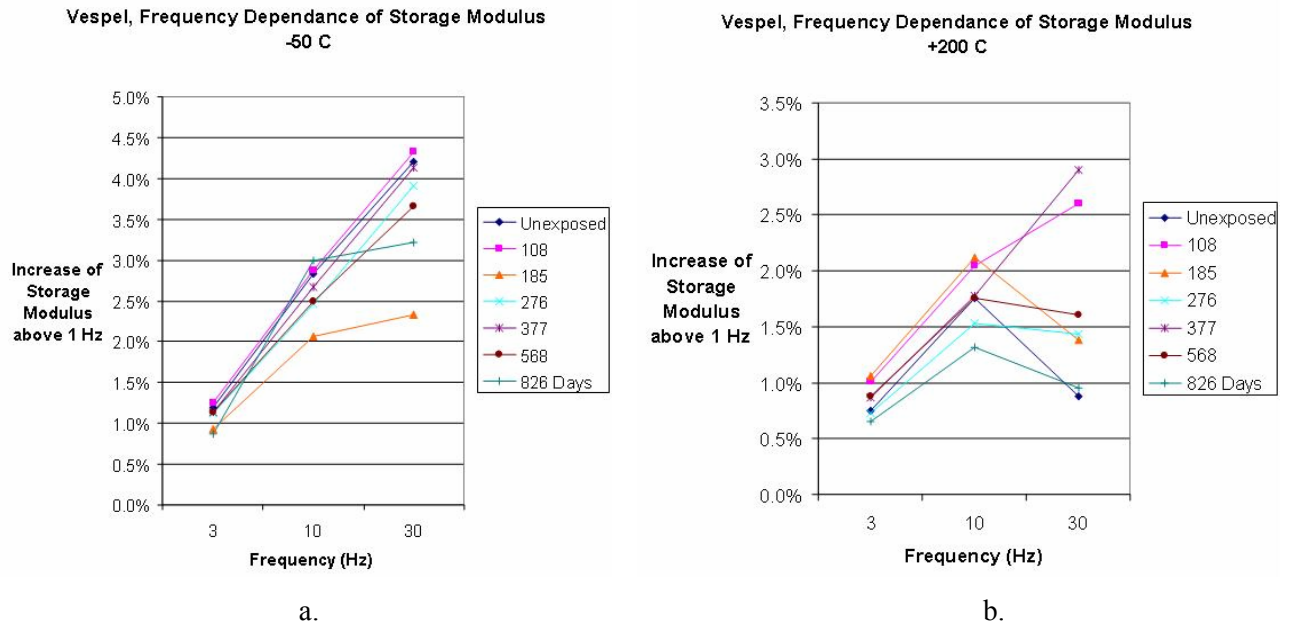 Vespel, Frequency Dependance of Storage Modulus
-50 C
5.0%
4.5%
4.0%
3.5%
3.0%
2.5%
2.0%
1.5%
1.0%
0.5%
0.0%
Increase of
Storage
Modulus
above 1 Hz
3 10 30
Frequency (Hz)
Unexposed
108
185
276
377
568
826 Days
a.
Vespel, Frequency Dependance of Storage Modulus
+200 C
3.5%
3.0%
2.5%
2.0%
1.5%
1.0%
0.5%
0.0%
Increase of
Storage
Modulus
above 1 Hz
3 10 30
Frequency (Hz)
Unexposed
108
185
276
377
568
826 Days
b.